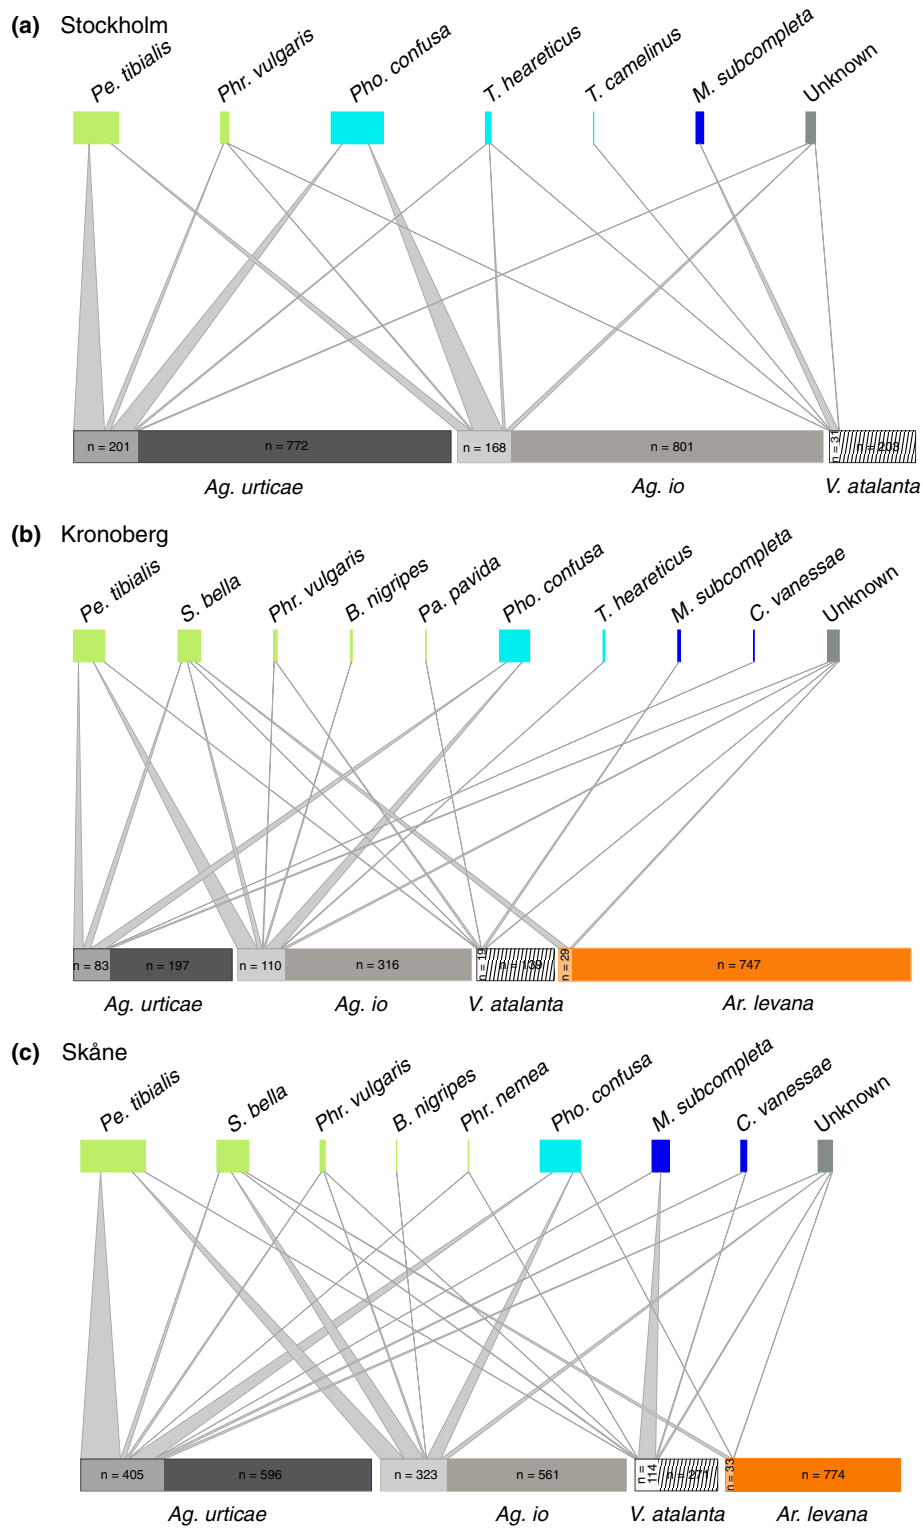 (a) Stockholm
Pe. tibialis
Phr. vulgaris
Pho. confusa
T. heareticus
T. camelinus
M. subcompleta
Unknown
n = 201
n = 772
n = 168
n = 801
n = 31
n = 203
Ag. urticae
Ag. io
V. atalanta
(b) Kronoberg
Pe. tibialis
S. bella
Phr. vulgaris
B. nigripes
Pa. pavida
Pho. confusa
T. heareticus
M. subcompleta
C. vanessae
Unknown
n = 83
n = 197
n = 110
n = 316
n = 19
n = 139
n = 29
n = 747
Ag. urticae
Ag. io
V. atalanta
Ar. levana
(c) Skåne
Pe. tibialis
S. bella
Phr. vulgaris
B. nigripes
Phr. nemea
Pho. confusa
M. subcompleta
C. vanessae
Unknown
n = 405
n = 596
n = 323
n = 561
n =
114
n = 271
n = 33
n = 774
Ag. urticae
Ag. io
V. atalanta
Ar. levana